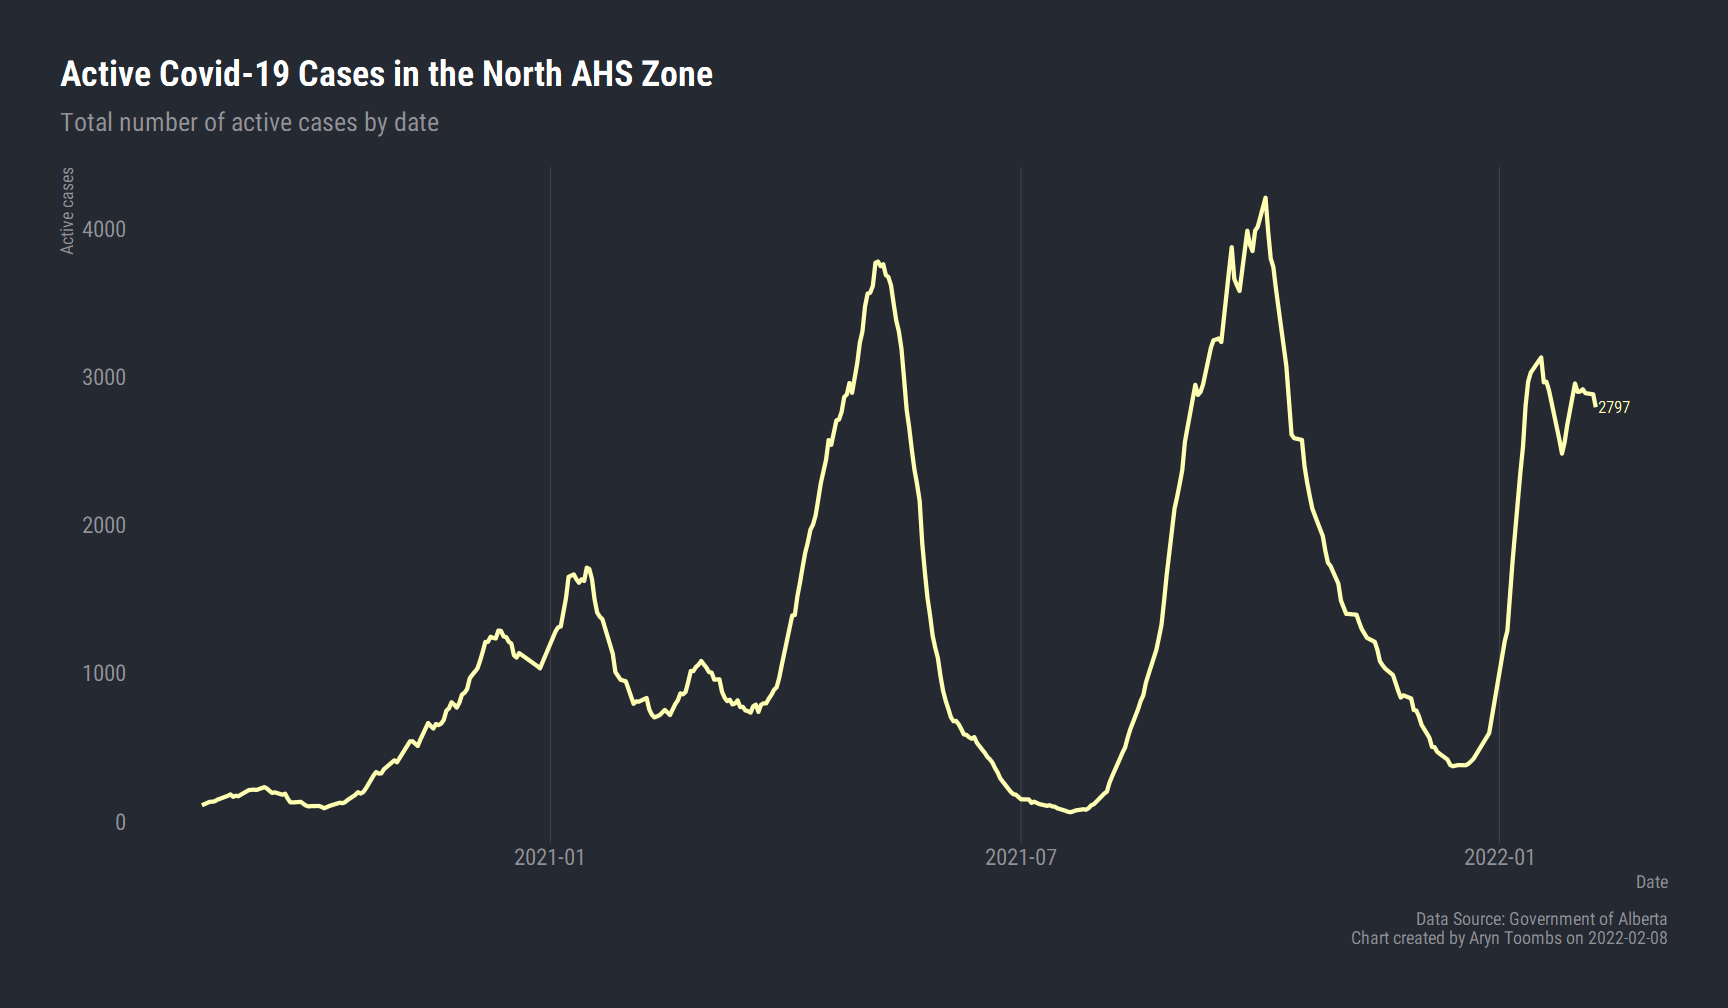 Active Covid-19 Cases in the North AHS Zone
Total number of active cases by date
Active cases
4000
3000
2000
1000
0
2797
2021-01
2021-07
2022-01
Date
Data Source: Government of Alberta
Chart created by Aryn Toombs on 2022-02-08